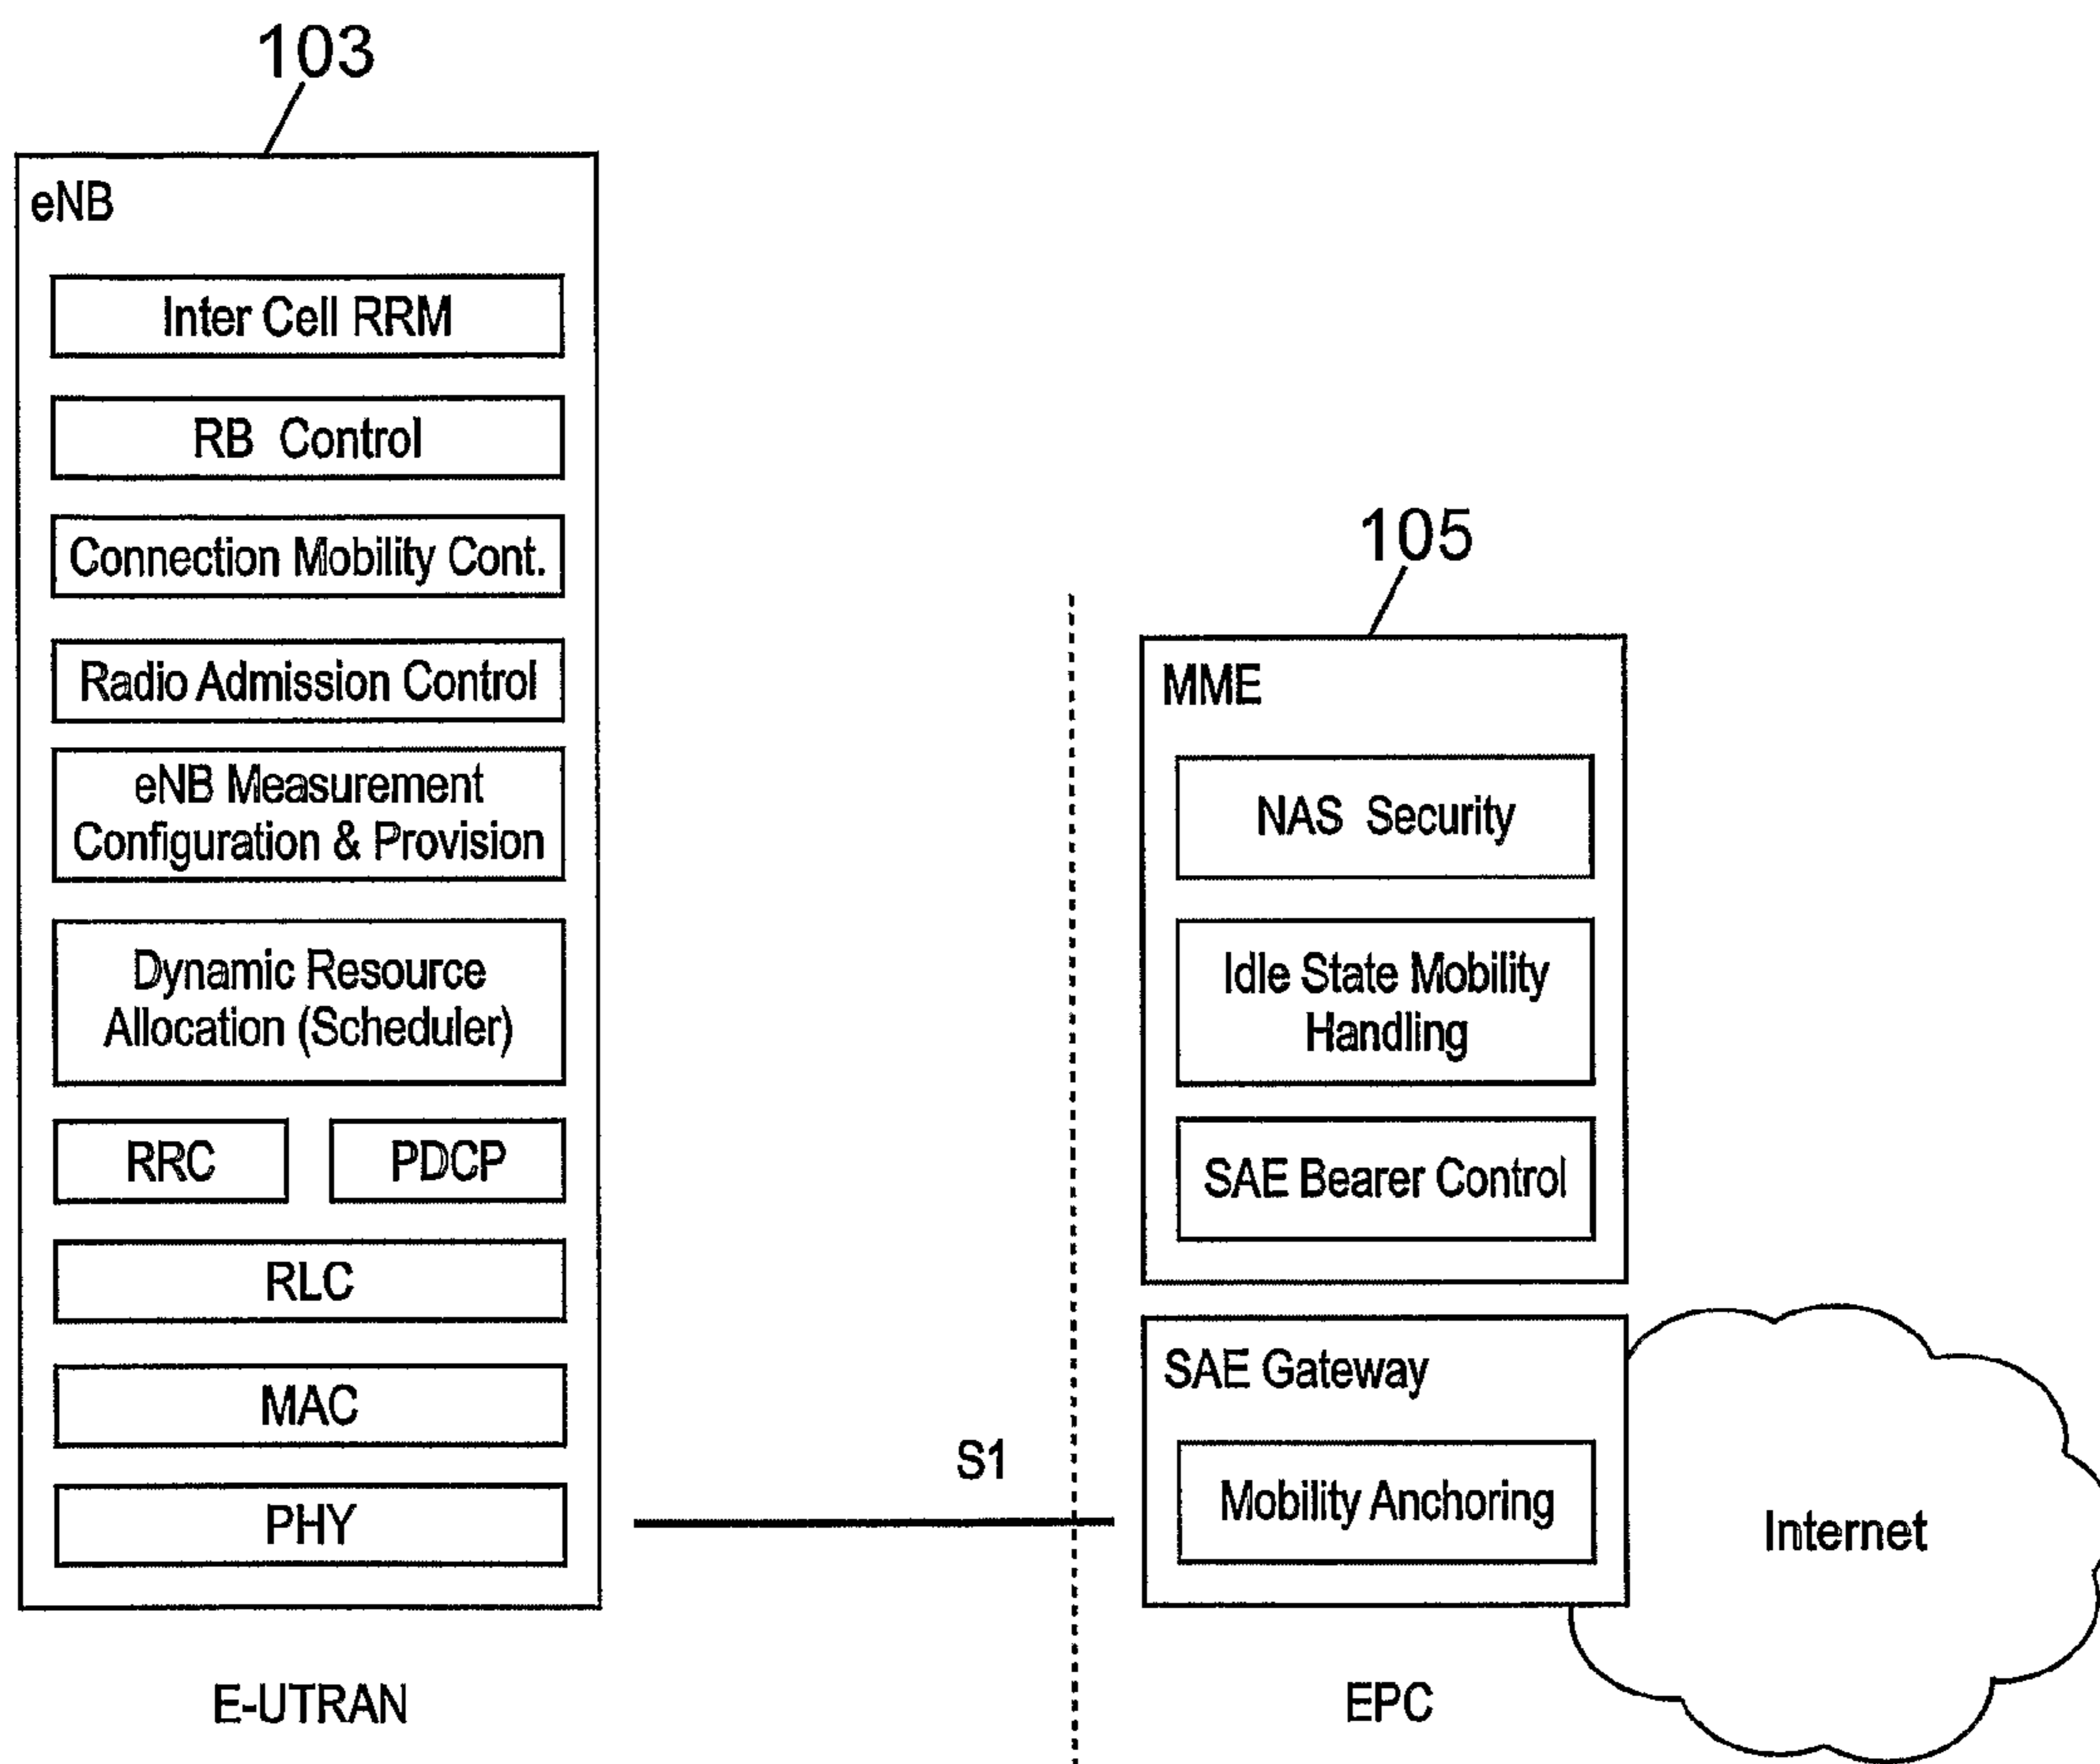 103
eNB
Inter Cell RRM
RB Control
Connection Mobility Cont.
Radio Admission Control
eNB Measurement
Configuration & Provision
Dynamic Resource
Allocation (Scheduler)
RRC
PDCP
RLC
MAC
PHY
E-UTRAN
S1
105
MME
NAS Security
Idle State Mobility
Handling
SAE Bearer Control
SAE Gateway
Mobility Anchoring
EPC
Internet